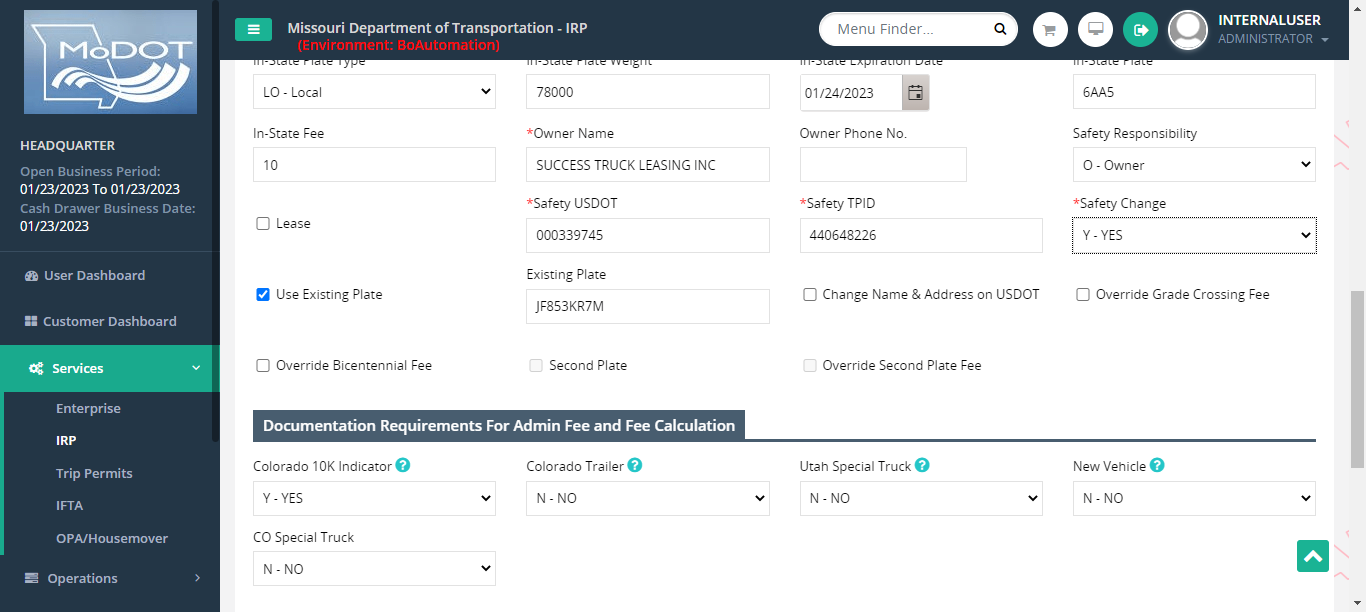 MoDOT
HEADQUARTER
Open Business Period:
01/23/2023 To 01/23/2023
Cash Drawer Business Date:
01/23/2023
User Dashboard
Customer Dashboard
Services
Enterprise
IRP
Trip Permits
IFTA
OPA/Housemover
Operations
Missouri Department of Transportation - IRP
(Environment: BoAutomation)
Menu Finder...
INTERNALUSER
ADMINISTRATOR
In-State Plate Type In-State Plate Weight In-State Expiration Date In-State Plate
LO - Local 78000 01/24/2023 6AA5
In-State Fee *Owner Name Owner Phone No. Safety Responsibility
10 SUCCESS TRUCK LEASING INC O - Owner
Lease *Safety USDOT *Safety TPID *Safety Change
000339745 440648226 Y - YES
Existing Plate
Use Existing Plate JF853KR7M Change Name & Address on USDOT Override Grade Crossing Fee
Override Bicentennial Fee Second Plate Override Second Plate Fee
Documentation Requirements For Admin Fee and Fee Calculation
Colorado 10K Indicator ? Colorado Trailer ? Utah Special Truck ? New Vehicle ?
Y - YES N - NO N - NO N - NO
CO Special Truck
N - NO